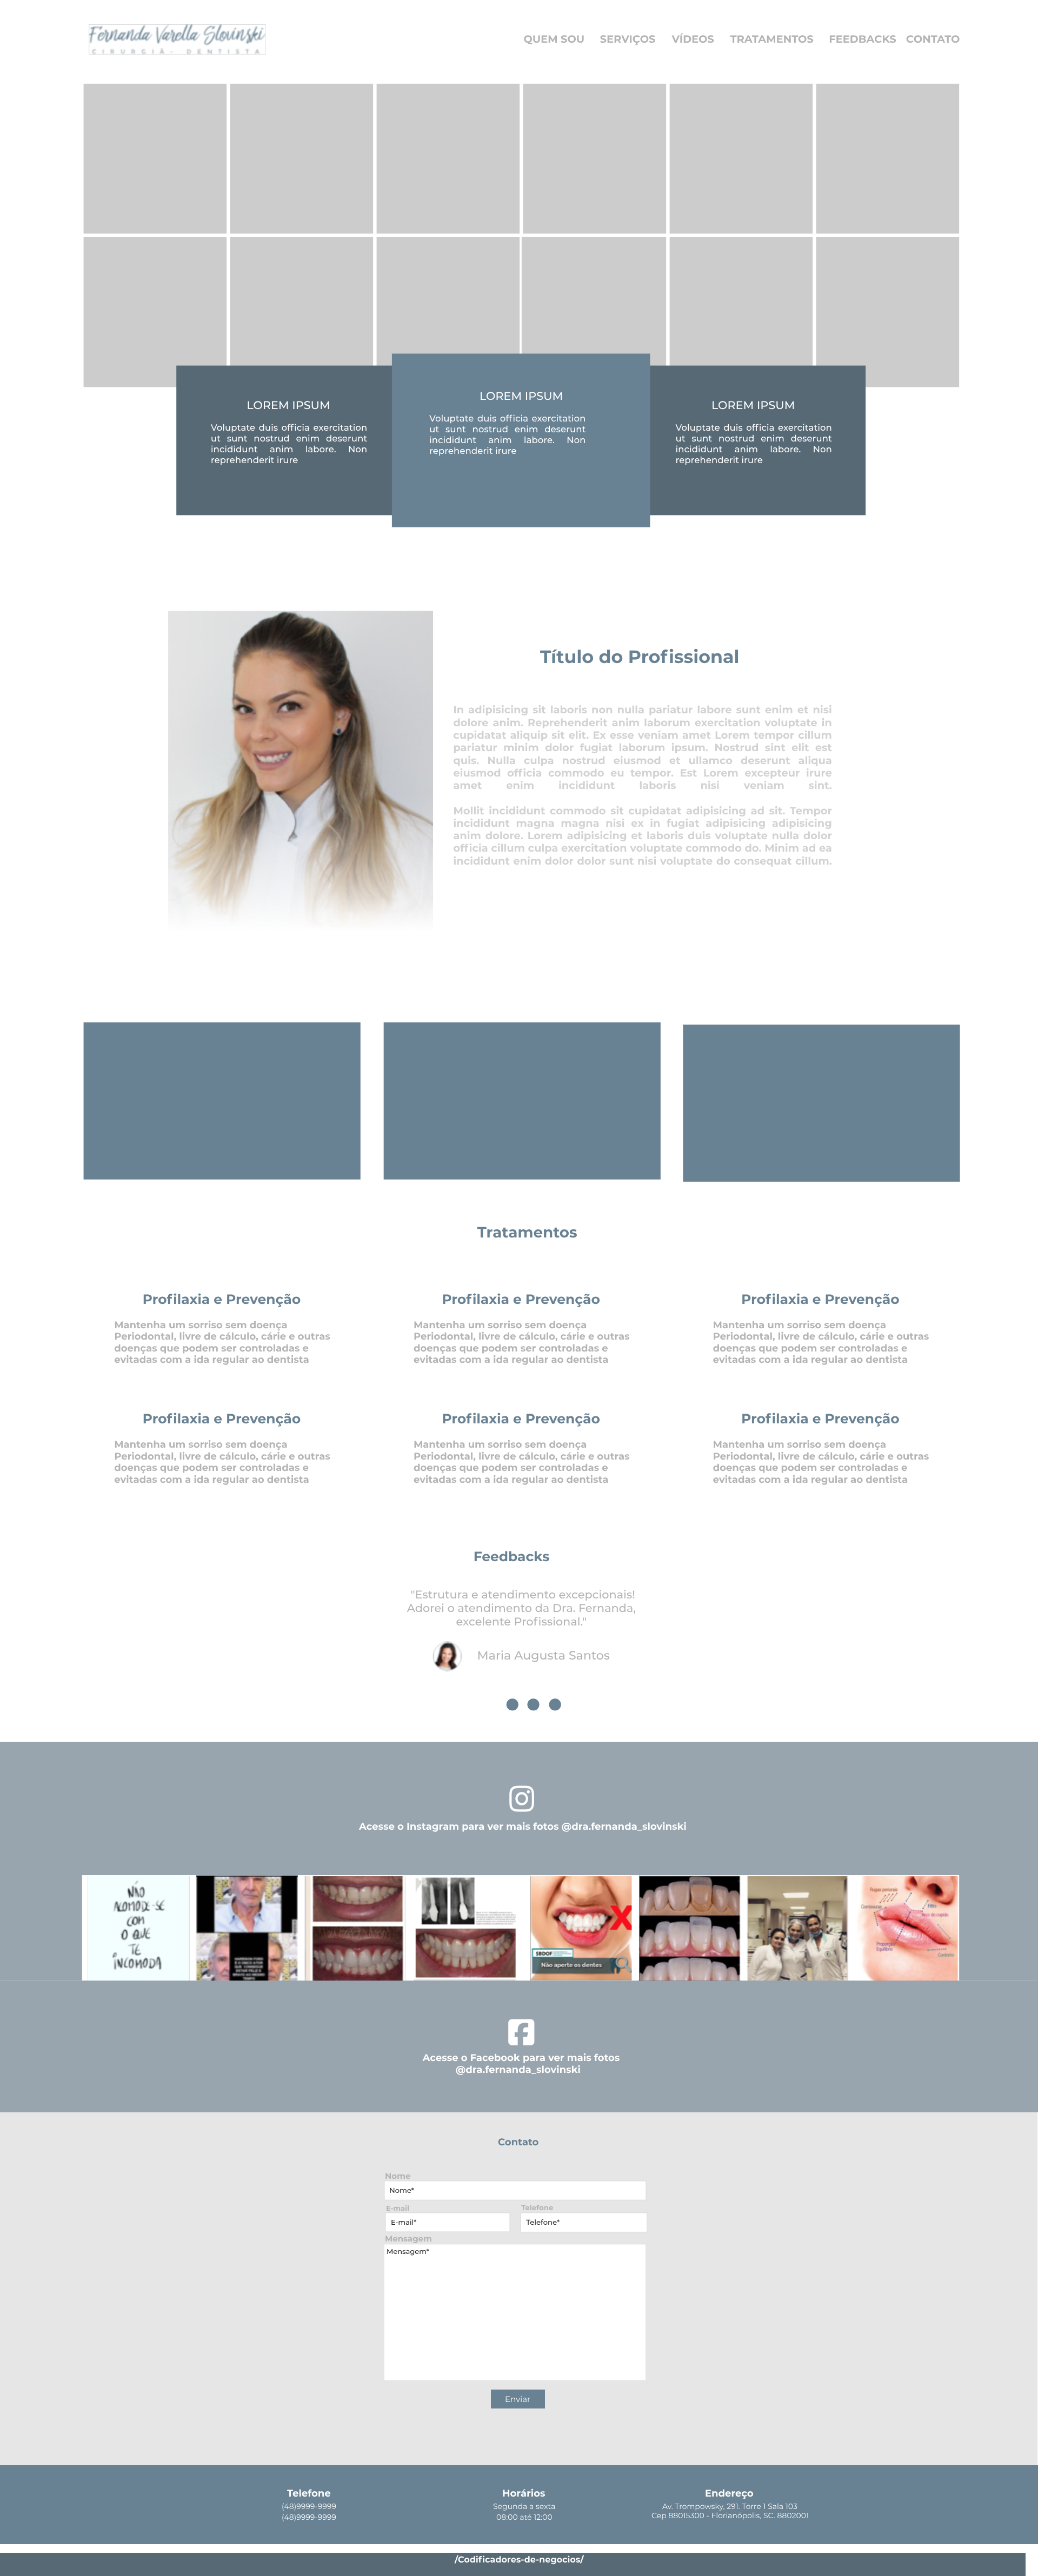 Fernanda Varella Slovinski
CIRURGIÃ- DENTISTA
QUEM SOU SERVIÇOS VÍDEOS TRATAMENTOS FEEDBACKS CONTATO
LOREM IPSUM
Voluptate duis officia exercitation
ut sunt nostrud enim deserunt
incididunt anim labore. Non
reprehenderit irure
LOREM IPSUM
Voluptate duis officia exercitation
ut sunt nostrud enim deserunt
incididunt anim labore. Non
reprehenderit irure
LOREM IPSUM
Voluptate duis officia exercitation
ut sunt nostrud enim deserunt
incididunt anim labore. Non
reprehenderit irure
Título do Profissional
In adipisicing sit laboris non nulla pariatur labore sunt enim et nisi
dolore anim. Reprehenderit anim laborum exercitation voluptate in
cupidatat aliquip sit elit. Ex esse veniam amet Lorem tempor cillum
pariatur minim dolor fugiat laborum ipsum. Nostrud sint elit est
quis. Nulla culpa nostrud eiusmod et ullamco deserunt aliqua
eiusmod officia commodo eu tempor. Est Lorem excepteur irure
amet enim incididunt laboris nisi veniam sint.
Mollit incididunt commodo sit cupidatat adipisicing ad sit. Tempor
incididunt magna magna nisi ex in fugiat adipisicing adipisicing
anim dolore. Lorem adipisicing et laboris duis voluptate nulla dolor
officia cillum culpa exercitation voluptate commodo do. Minim ad ea
incididunt enim dolor dolor sunt nisi voluptate do consequat cillum.
Tratamentos
Profilaxia e Prevenção
Mantenha um sorriso sem doença
Periodontal, livre de cálculo, cárie e outras
doenças que podem ser controladas e
evitadas com a ida regular ao dentista
Profilaxia e Prevenção
Mantenha um sorriso sem doença
Periodontal, livre de cálculo, cárie e outras
doenças que podem ser controladas e
evitadas com a ida regular ao dentista
Profilaxia e Prevenção
Mantenha um sorriso sem doença
Periodontal, livre de cálculo, cárie e outras
doenças que podem ser controladas e
evitadas com a ida regular ao dentista
Profilaxia e Prevenção
Mantenha um sorriso sem doença
Periodontal, livre de cálculo, cárie e outras
doenças que podem ser controladas e
evitadas com a ida regular ao dentista
Profilaxia e Prevenção
Mantenha um sorriso sem doença
Periodontal, livre de cálculo, cárie e outras
doenças que podem ser controladas e
evitadas com a ida regular ao dentista
Profilaxia e Prevenção
Mantenha um sorriso sem doença
Periodontal, livre de cálculo, cárie e outras
doenças que podem ser controladas e
evitadas com a ida regular ao dentista
Feedbacks
"Estrutura e atendimento excepcionais!
Adorei o atendimento da Dra. Fernanda,
excelente Profissional."
Maria Augusta Santos
Acesse o Instagram para ver mais fotos @dra.fernanda_slovinski
NÃO
ACOMODE-SE
COM
O QUE
TE
INCOMODA
SBDOF
Não aperte os dentes
X
Acesse o Facebook para ver mais fotos
@dra.fernanda_slovinski
Contato
Nome
Nome*
E-mail Telefone
E-mail* Telefone*
Mensagem
Mensagem*
Enviar
Telefone
(48)9999-9999
(48)9999-9999
Horários
Segunda a sexta
08:00 até 12:00
Endereço
Av. Trompowsky, 291. Torre 1 Sala 103
Cep 88015300 - Florianópolis, SC. 8802001
/Codificadores-de-negocios/